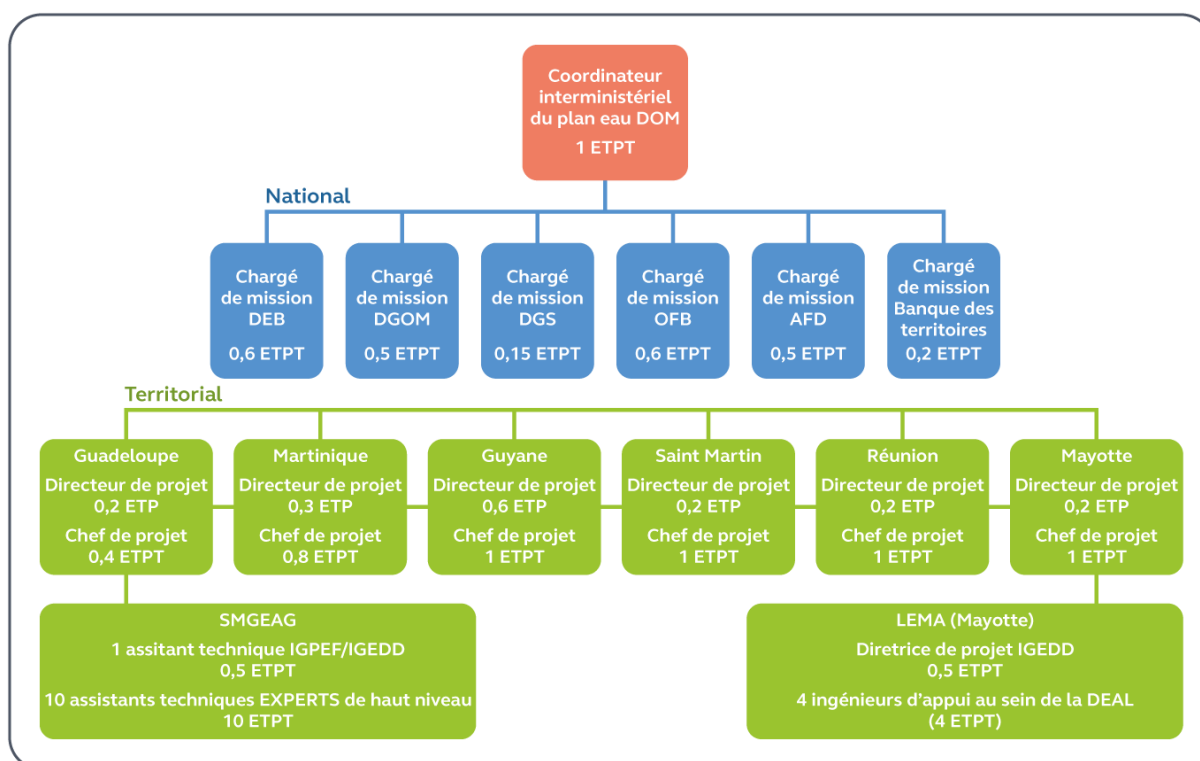 Coordinateur
interministériel
du plan eau DOM
1 ETPT
National
Chargé
de mission
DEB
0,6 ETPT
Chargé
de mission
DGOM
0,5 ETPT
Chargé
de mission
DGS
0,15 ETPT
Chargé
de mission
OFB
0,6 ETPT
Chargé
de mission
AFD
0,5 ETPT
Chargé
de mission
Banque des
territoires
0,2 ETPT
Territorial
Guadeloupe
Directeur de projet
0,2 ETP
Chef de projet
0,4 ETPT
Martinique
Directeur de projet
0,3 ETP
Chef de projet
0,8 ETPT
Guyane
Directeur de projet
0,6 ETP
Chef de projet
1 ETPT
Saint Martin
Directeur de projet
0,2 ETP
Chef de projet
1 ETPT
Réunion
Directeur de projet
0,2 ETP
Chef de projet
1 ETPT
Mayotte
Directeur de projet
0,2 ETP
Chef de projet
1 ETPT
SMGEAG
1 assitant technique IGPEF/IGEDD
0,5 ETPT
10 assistants techniques EXPERTS de haut niveau
10 ETPT
LEMA (Mayotte)
Diretrice de projet IGEDD
0,5 ETPT
4 ingénieurs d’appui au sein de la DEAL
(4 ETPT)